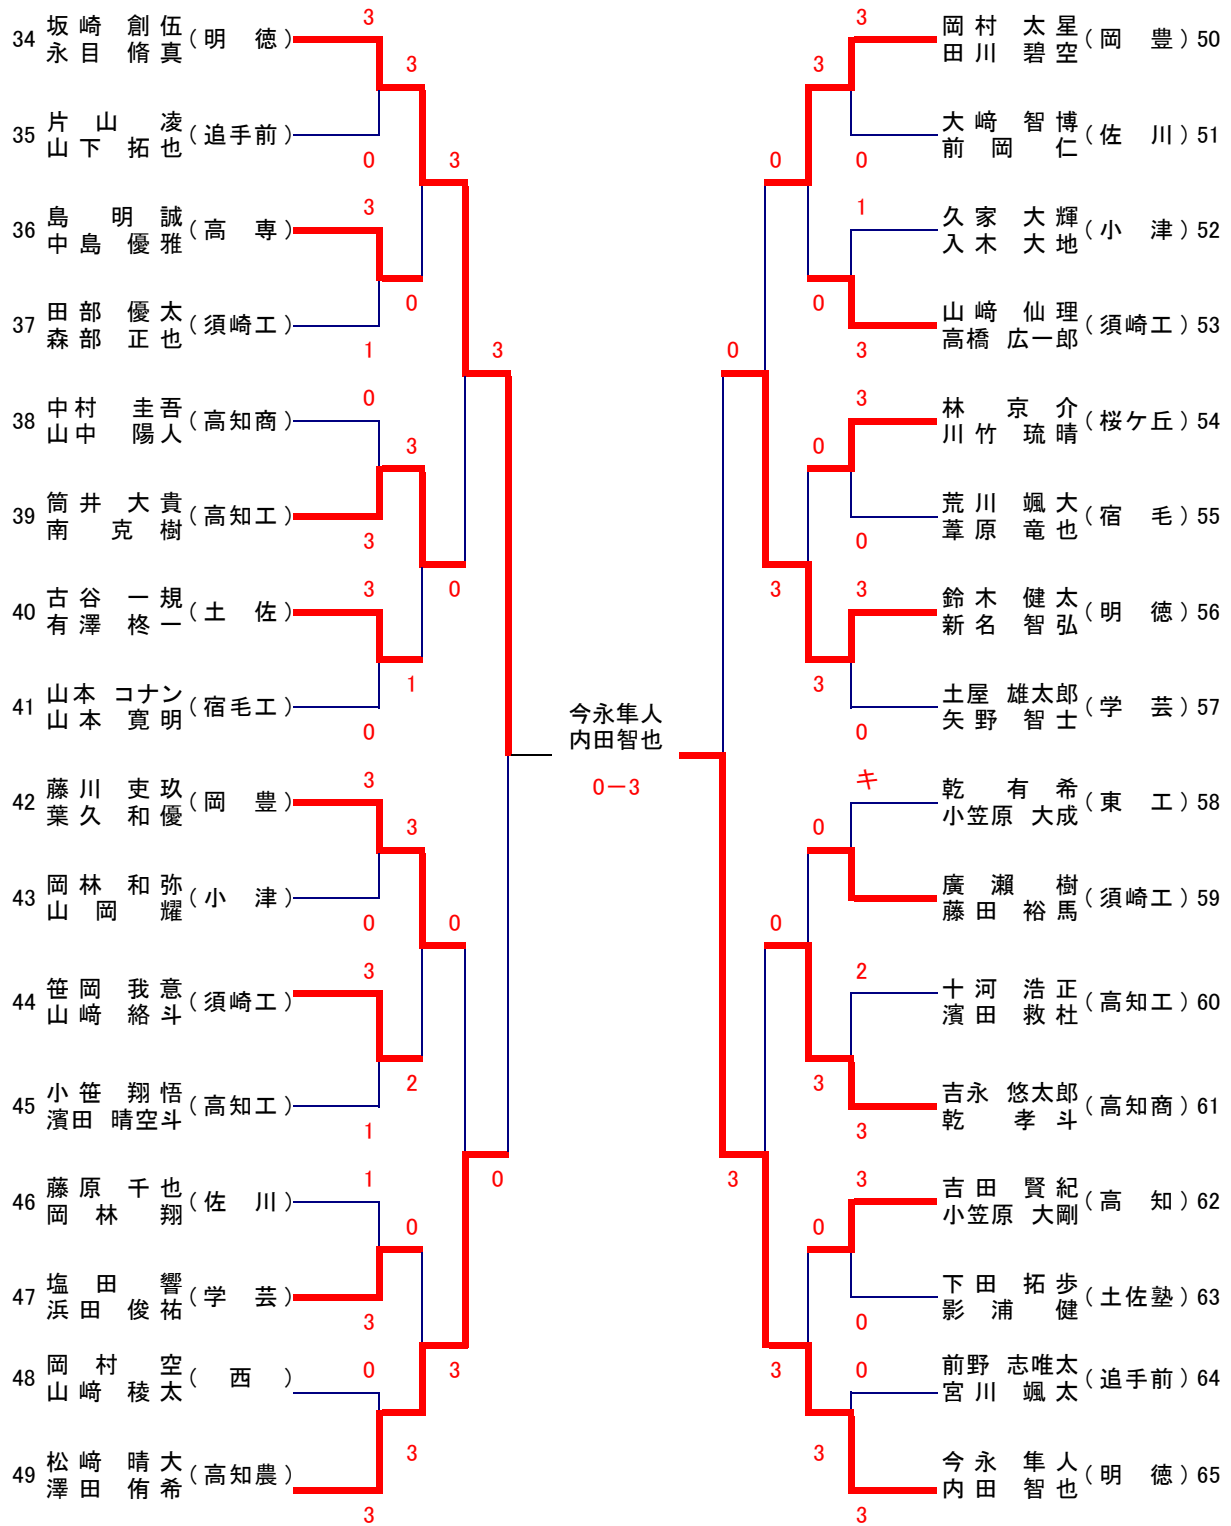 34 坂崎 創伍 (明 徳)
永目 脩真
35 片山 凌 (追手前)
山下 拓也
36 島 明誠 (高 専)
中島 優雅
37 田部 優太 (須崎工)
森部 正也
38 中村 圭吾 (高知商)
山中 陽人
39 筒井 大貴 (高知工)
南 克樹
40 古谷 一規 (土 佐)
有澤 柊一
41 山本 コナン (宿毛工)
山本 寛明
42 藤川 吏玖 (岡 豊)
葉久 和優
43 岡林 和弥 (小 津)
山岡 耀
44 笹岡 我意 (須崎工)
山﨑 絡斗
45 小笹 翔悟 (高知工)
濱田 晴空斗
46 藤原 千也 (佐 川)
岡林 翔
47 塩田 響 (学 芸)
浜田 俊祐
48 岡村 空 (西)
山﨑 稜太
49 松﨑 晴大 (高知農)
澤田 侑希
3
0
3
1
0
3
3
0
3
0
3
1
1
3
0
3
3
0
3
1
3
2
0
3
3
0
0
3
3
0
今永隼人
内田智也
0－3
0
3
0
3
0
3
3
0
0
3
0
3
0
3
3
0
1
3
3
0
3
0
キ
2
3
3
0
0
3
岡村 太星 (岡 豊) 50
田川 碧空
大﨑 智博 (佐 川) 51
前岡 仁
久家 大輝 (小 津) 52
入木 大地
山﨑 仙理 (須崎工) 53
高橋 広一郎
林 京介 (桜ケ丘) 54
川竹 琉晴
荒川 颯大 (宿 毛) 55
葦原 竜也
鈴木 健太 (明 徳) 56
新名 智弘
土屋 雄太郎 (学 芸) 57
矢野 智士
乾 有希 (東 工) 58
小笠原 大成
廣瀬 樹 (須崎工) 59
藤田 裕馬
十河 浩正 (高知工) 60
濱田 救杜
吉永 悠太郎 (高知商) 61
乾 孝斗
吉田 賢紀 (高 知) 62
小笠原 大剛
下田 拓歩 (土佐塾) 63
影浦 健
前野 志唯太 (追手前) 64
宮川 颯太
今永 隼人 (明 徳) 65
内田 智也